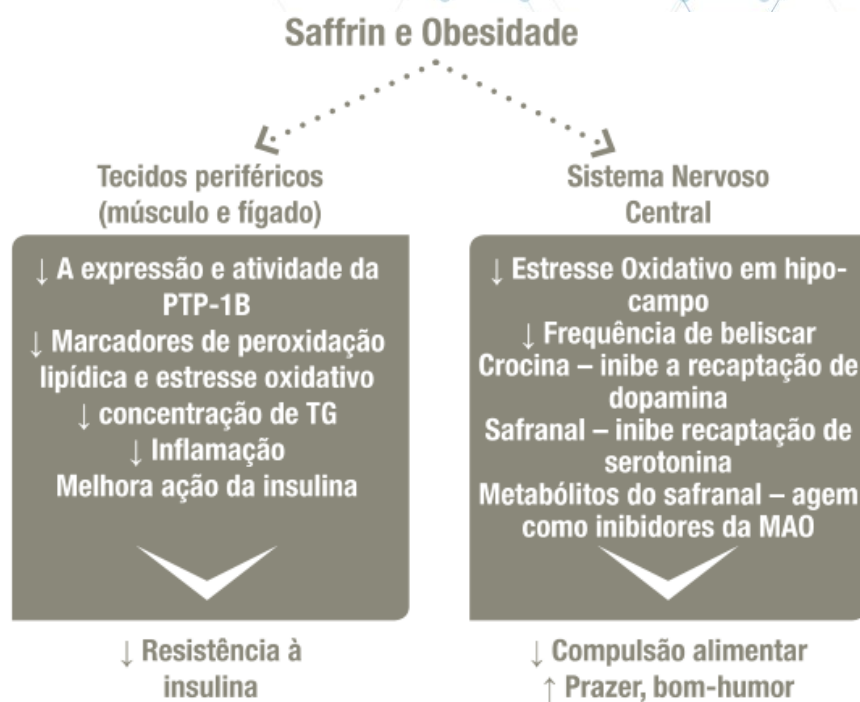 Saffrin e Obesidade
Tecidos periféricos
(músculo e fígado)
↓ A expressão e atividade da
PTP-1B
↓ Marcadores de peroxidação
lipídica e estresse oxidativo
↓ concentração de TG
↓ Inflamação
Melhora ação da insulina
↓ Resistência à
insulina
Sistema Nervoso
Central
↓ Estresse Oxidativo em hipo-
campo
↓ Frequência de beliscar
Crocina – inibe a recaptação de
dopamina
Safranal – inibe recaptação de
serotonina
Metabólitos do safranal – agem
como inibidores da MAO
↓ Compulsão alimentar
↑ Prazer, bom-humor